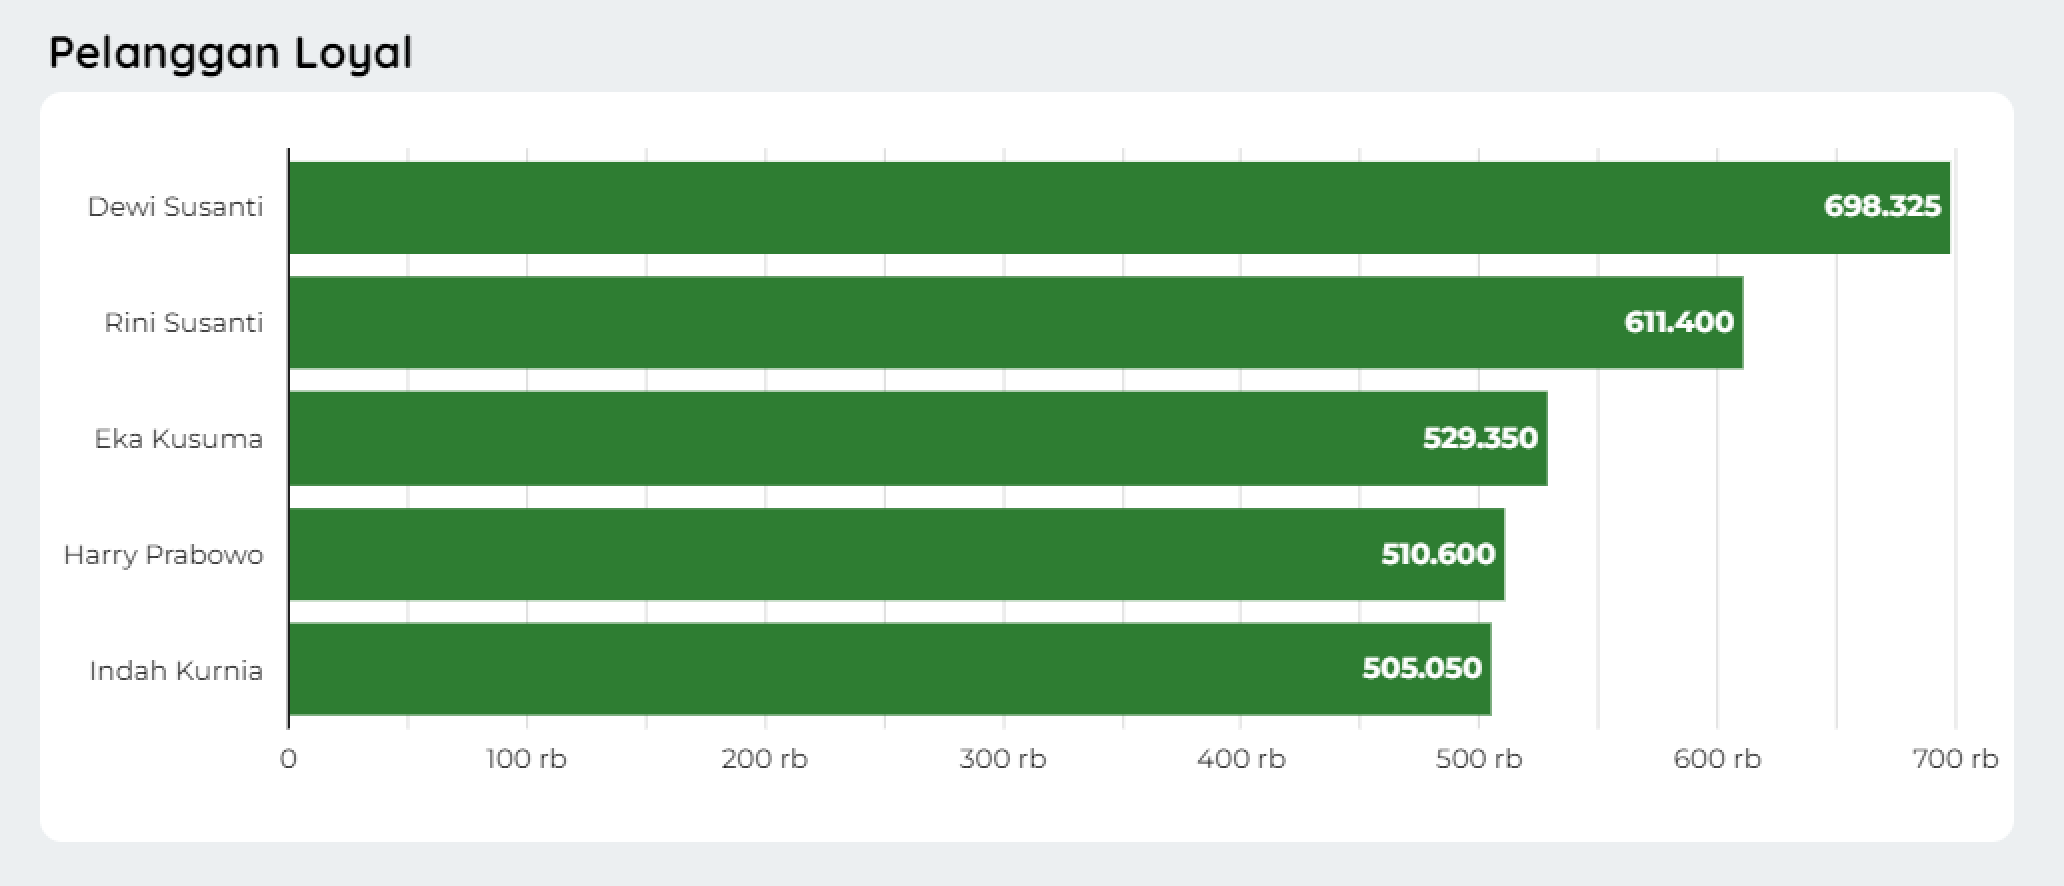 Pelanggan Loyal
Dewi Susanti 698.325
Rini Susanti 611.400
Eka Kusuma 529.350
Harry Prabowo 510.600
Indah Kurnia 505.050
0 100 rb 200 rb 300 rb 400 rb 500 rb 600 rb 700 rb